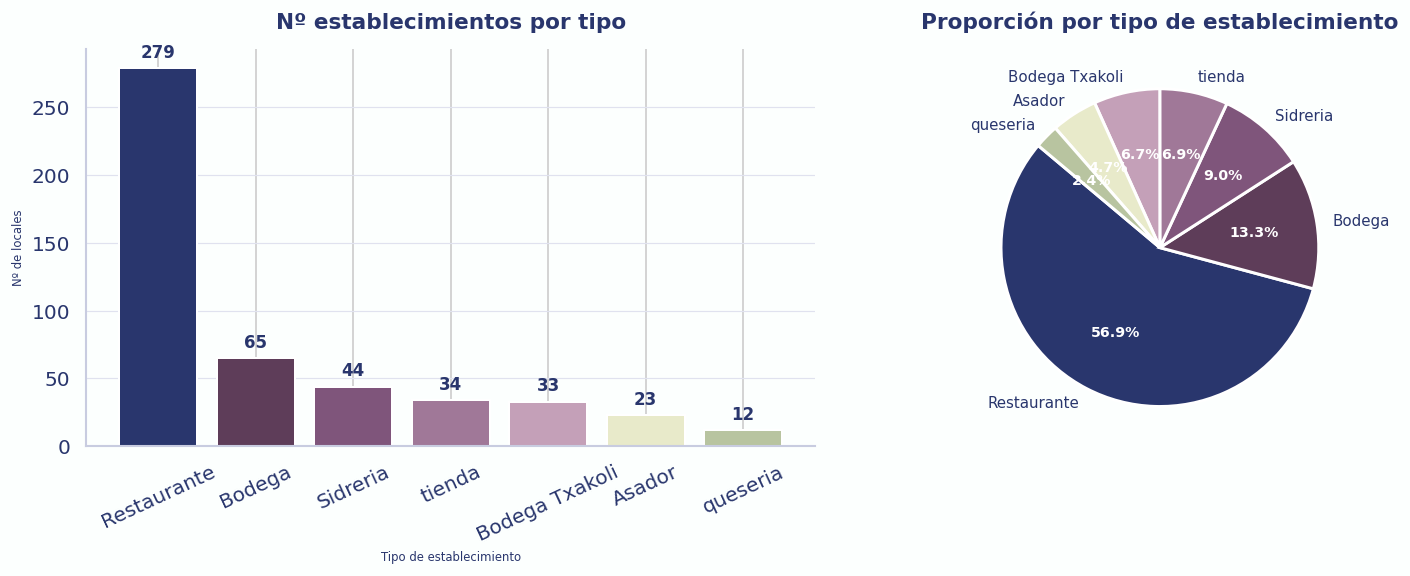 Nº establecimientos por tipo
279
65
44
34
33
23
12
250
200
150
100
50
0
Nº de locales
Restaurante
Bodega
Sidreria
tienda
Bodega Txakoli
Asador
queseria
Tipo de establecimiento
Proporción por tipo de establecimiento
Bodega Txakoli
tienda
Asador
Sidreria
queseria
6.7%
6.9%
4.7%
9.0%
2.4%
Bodega
13.3%
56.9%
Restaurante